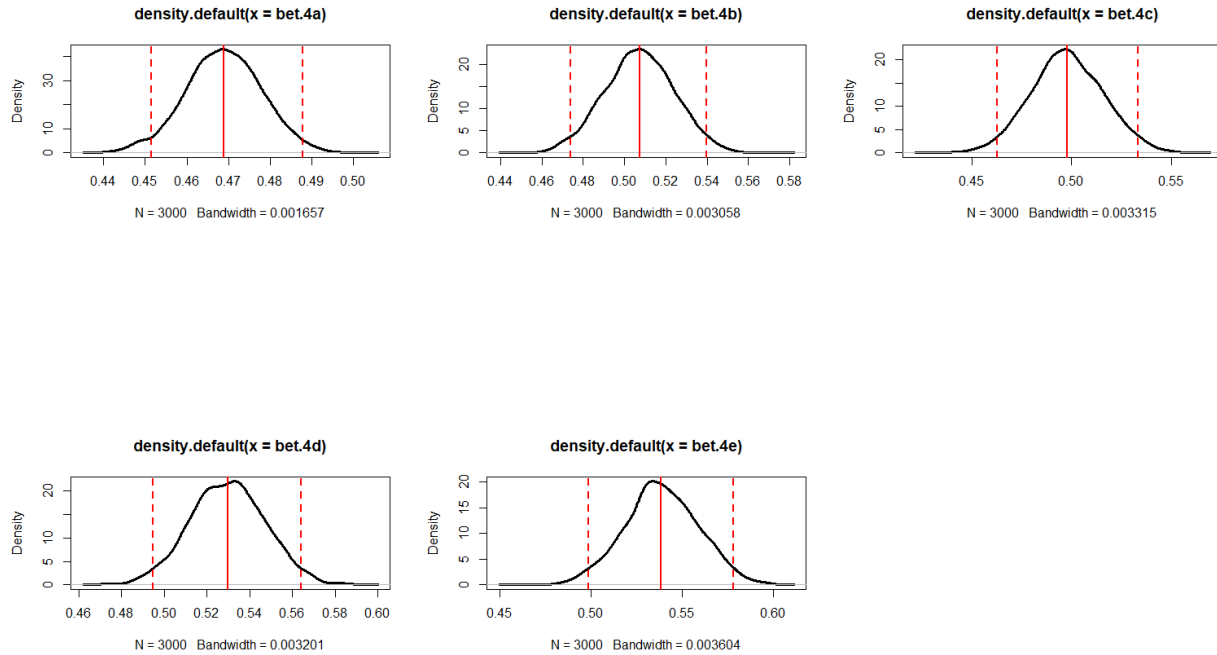 density.default(x = bet.4a)
Density
10
30
0
0.44 0.45 0.46 0.47 0.48 0.49 0.50
N = 3000 Bandwidth = 0.001657
density.default(x = bet.4b)
Density
20
10
5
0
0.44 0.46 0.48 0.50 0.52 0.54 0.56 0.58
N = 3000 Bandwidth = 0.003058
density.default(x = bet.4c)
Density
20
10
5
0
0.45 0.50 0.55
N = 3000 Bandwidth = 0.003315
density.default(x = bet.4d)
Density
20
10
5
0
0.46 0.48 0.50 0.52 0.54 0.56 0.58 0.60
N = 3000 Bandwidth = 0.003201
density.default(x = bet.4e)
Density
20
15
10
5
0
0.45 0.50 0.55 0.60
N = 3000 Bandwidth = 0.003604